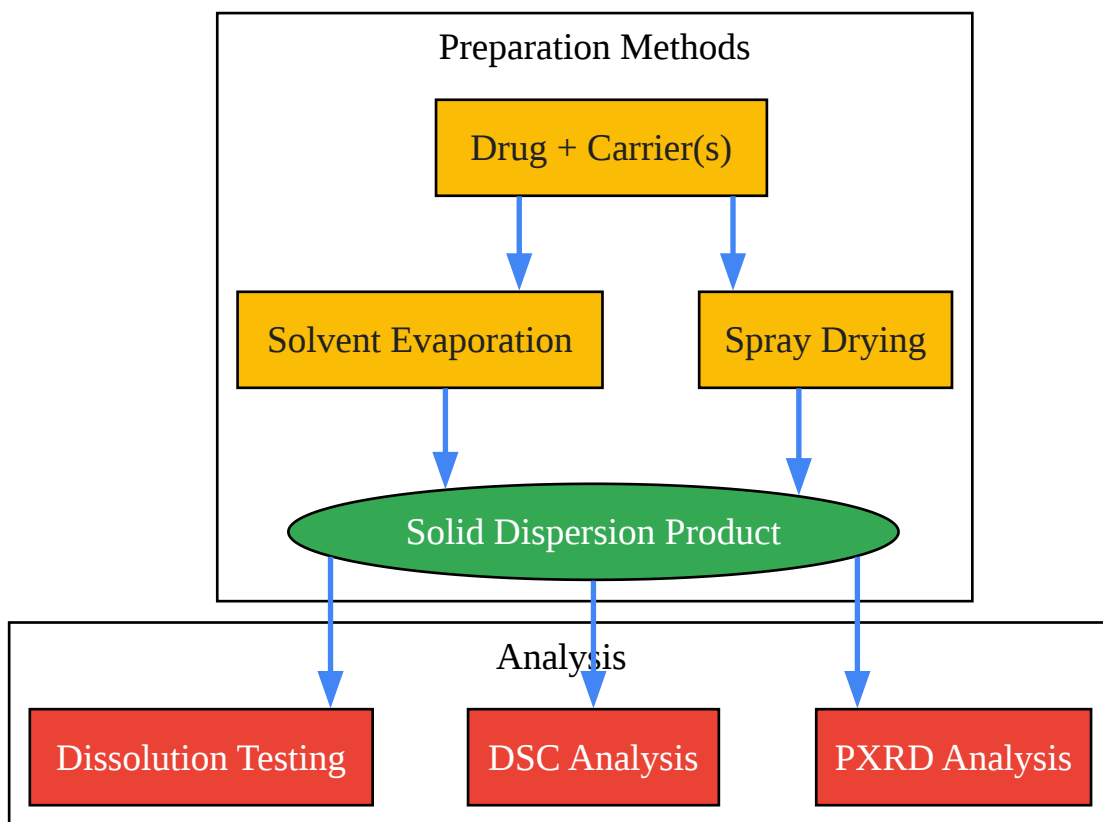 Preparation Methods
Drug + Carrier(s)
Solvent Evaporation
Spray Drying
Solid Dispersion Product
Analysis
Dissolution Testing
DSC Analysis
PXRD Analysis